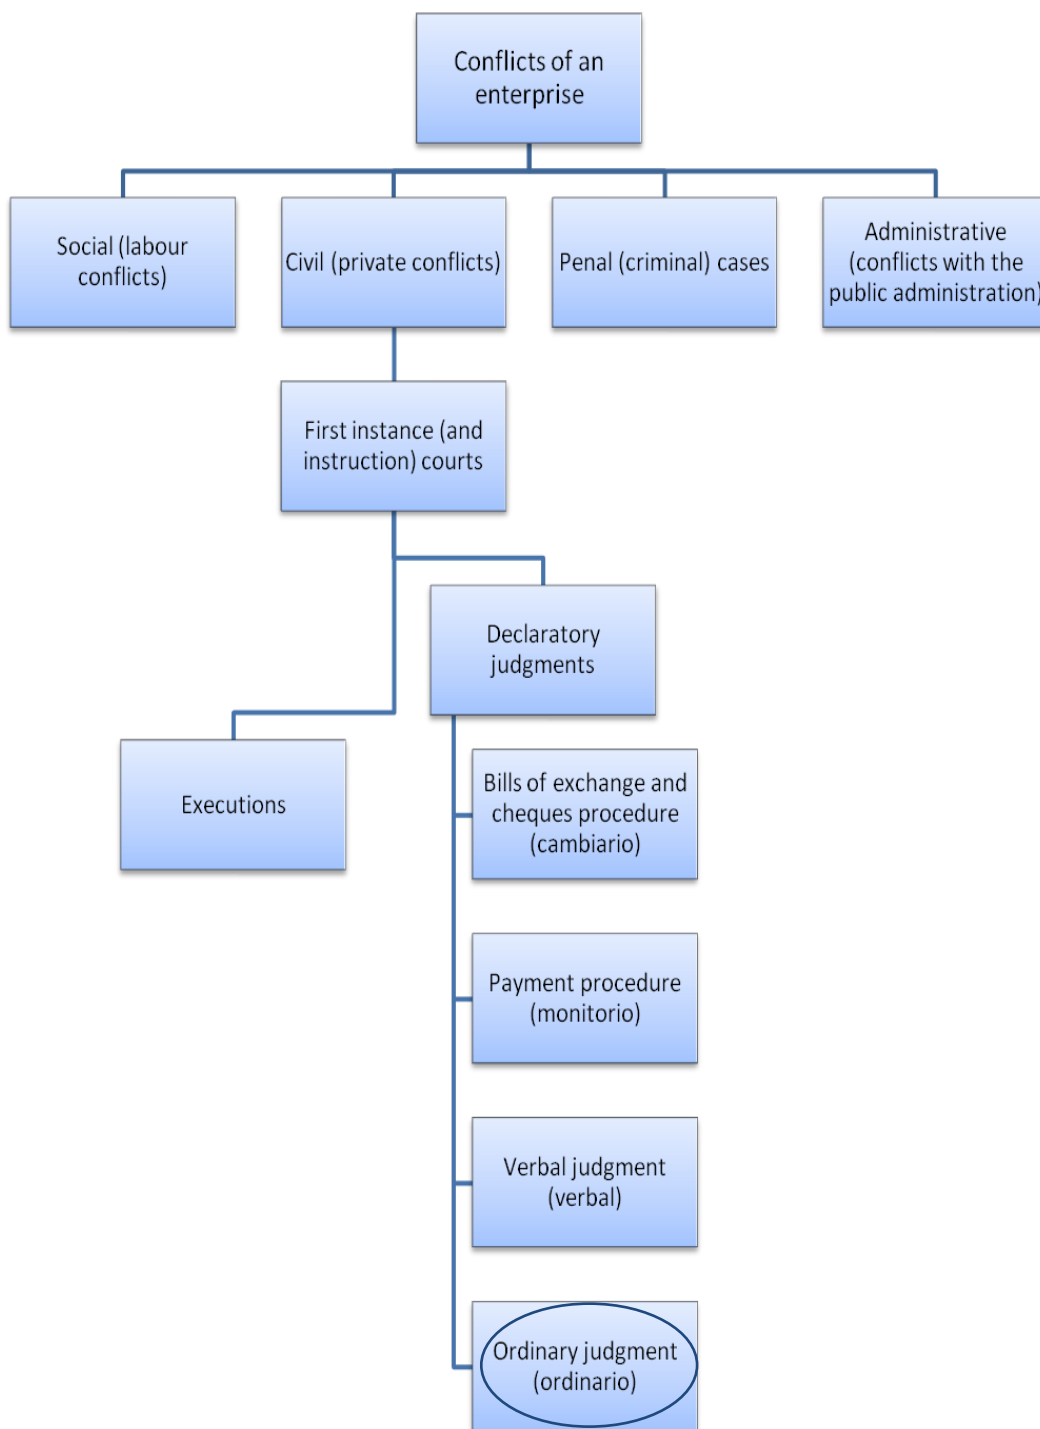 Conflicts of an
enterprise
Social (labour
conflicts)
Civil (private conflicts)
Penal (criminal) cases
Administrative
(conflicts with the
public administration)
First instance (and
instruction) courts
Declaratory
judgments
Executions
Bills of exchange and
cheques procedure
(cambiario)
Payment procedure
(monitorio)
Verbal judgment
(verbal)
Ordinary judgment
(ordinario)